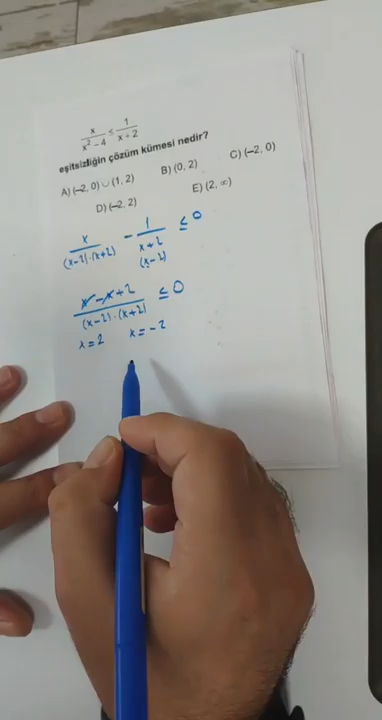 x/(x² − 4) ≤ 1/(x + 2)
eşitsizliğin çözüm kümesi nedir?
A) (−2, 0) ∪ (1, 2) B) (0, 2) C) (−2, 0)
D) (−2, 2) E) (2, ∞)
x/((x−2)·(x+2)) − 1/(x+2) ≤ 0
(x−2)
(x − x + 2)/((x−2)·(x+2)) ≤ 0
x = 2 x = −2